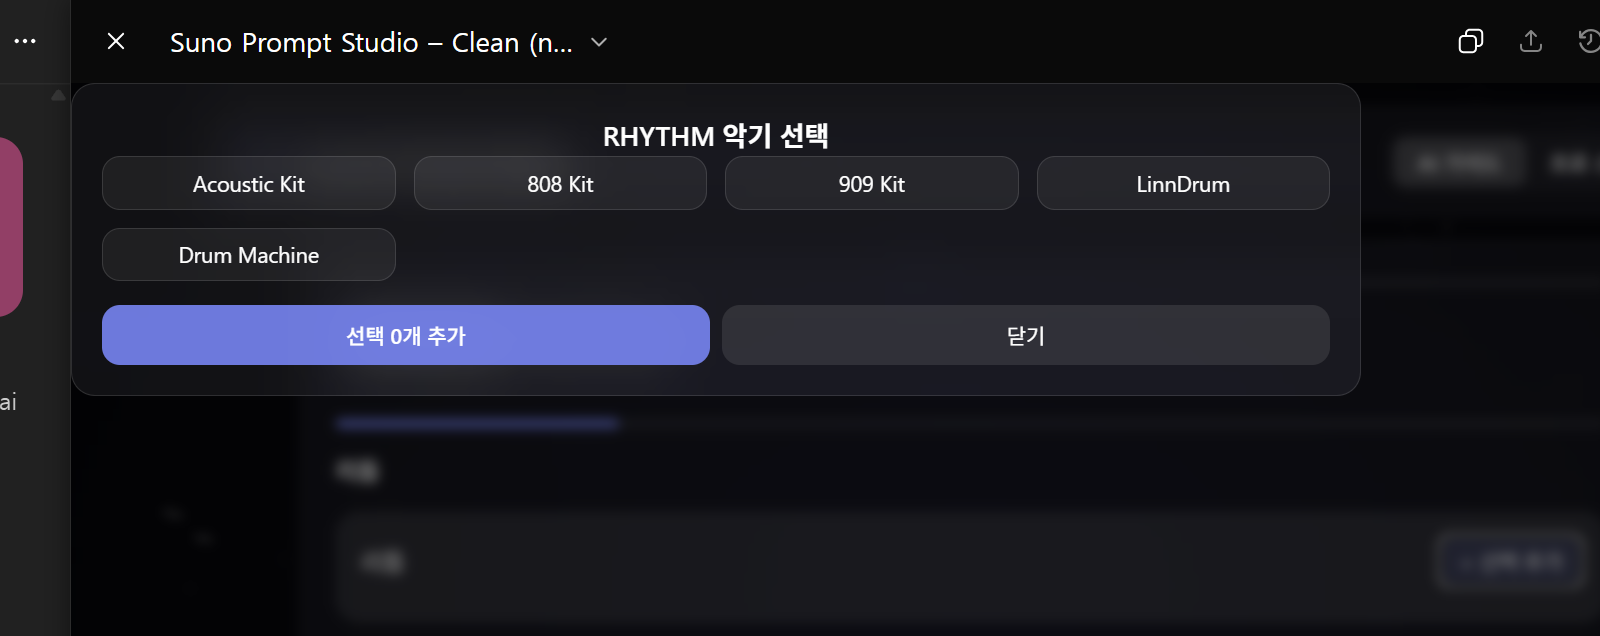 Suno Prompt Studio – Clean (n...
RHYTHM 악기 선택
Acoustic Kit
808 Kit
909 Kit
LinnDrum
Drum Machine
선택 0개 추가
닫기
ai